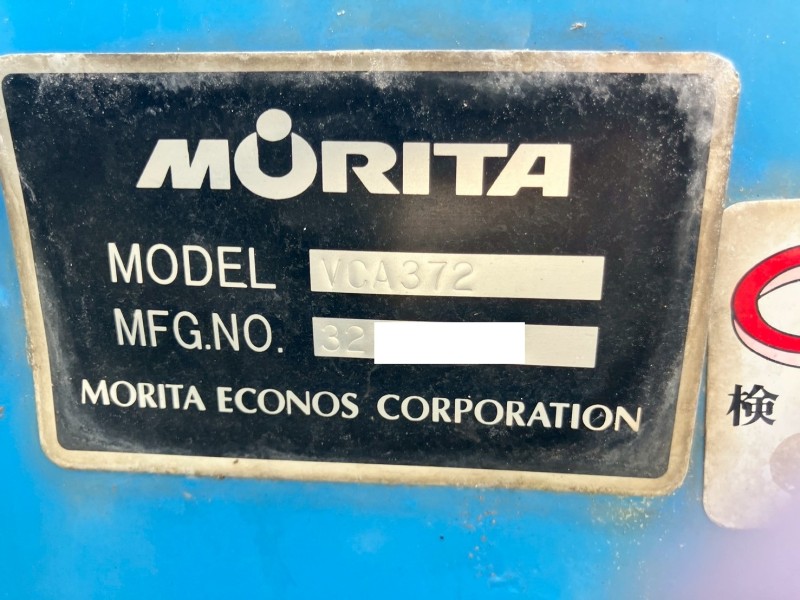 MORITA
MODEL VCA372
MFG.NO. 32
MORITA ECONOS CORPORATION
検